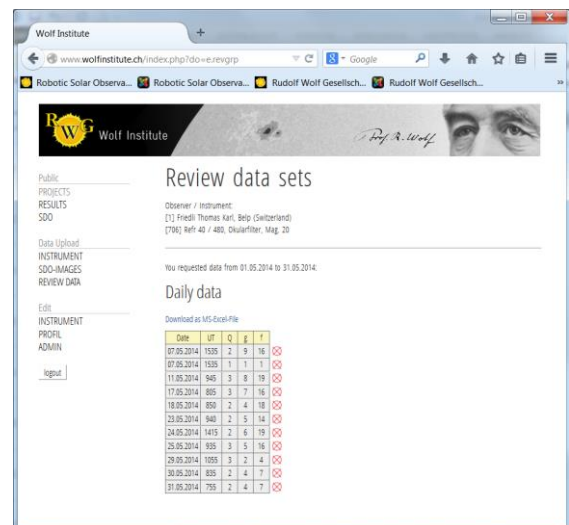 Wolf Institute
www.wolfinstitute.ch/index.php?do=e.revgrp
Google
Robotic Solar Observa...
Robotic Solar Observa...
Rudolf Wolf Gesellsch...
Rudolf Wolf Gesellsch...
RWG
Wolf Institute
Prof. R. Wolf
Public
PROJECTS
RESULTS
SDO
Data Upload
INSTRUMENT
SDO-IMAGES
REVIEW DATA
Edit
INSTRUMENT
PROFIL
ADMIN
logout
Review data sets
Observer / Instrument:
[1] Friedli Thomas Karl, Belp (Switzerland)
[706] Refr 40 / 480, Okularfilter, Mag. 20
You requested data from 01.05.2014 to 31.05.2014:
Daily data
Download as MS-Excel-File
Date UT Q g f
07.05.2014 1535 2 9 16
07.05.2014 1535 1 1 1
11.05.2014 945 3 8 19
17.05.2014 805 3 7 16
18.05.2014 850 2 4 18
23.05.2014 940 2 5 14
24.05.2014 1415 2 6 19
25.05.2014 935 3 5 16
29.05.2014 1055 3 2 4
30.05.2014 835 2 4 7
31.05.2014 755 2 4 7